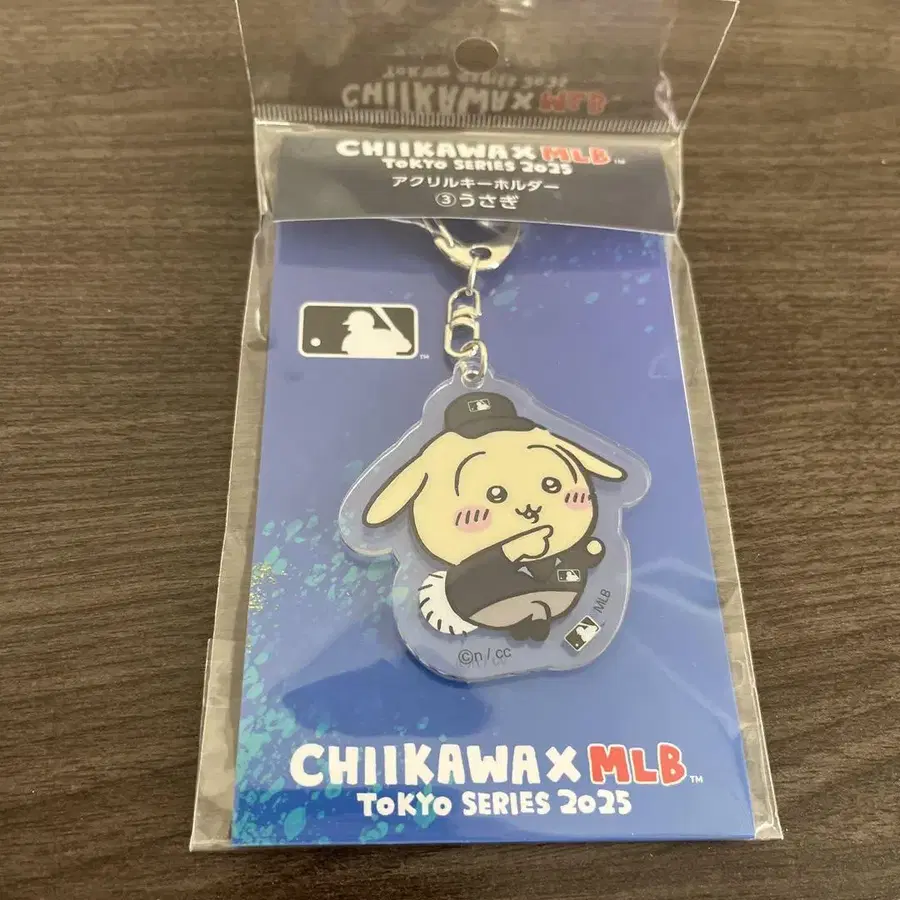 TOKYO SERIES 2025
CHIIKAWA X MLB
CHIIKAWA X MLB™
TOKYO SERIES 2025
アクリルキーホルダー
③うさぎ
™
MLB
©n / cc
CHIIKAWA X MLB™
TOKYO SERIES 2025